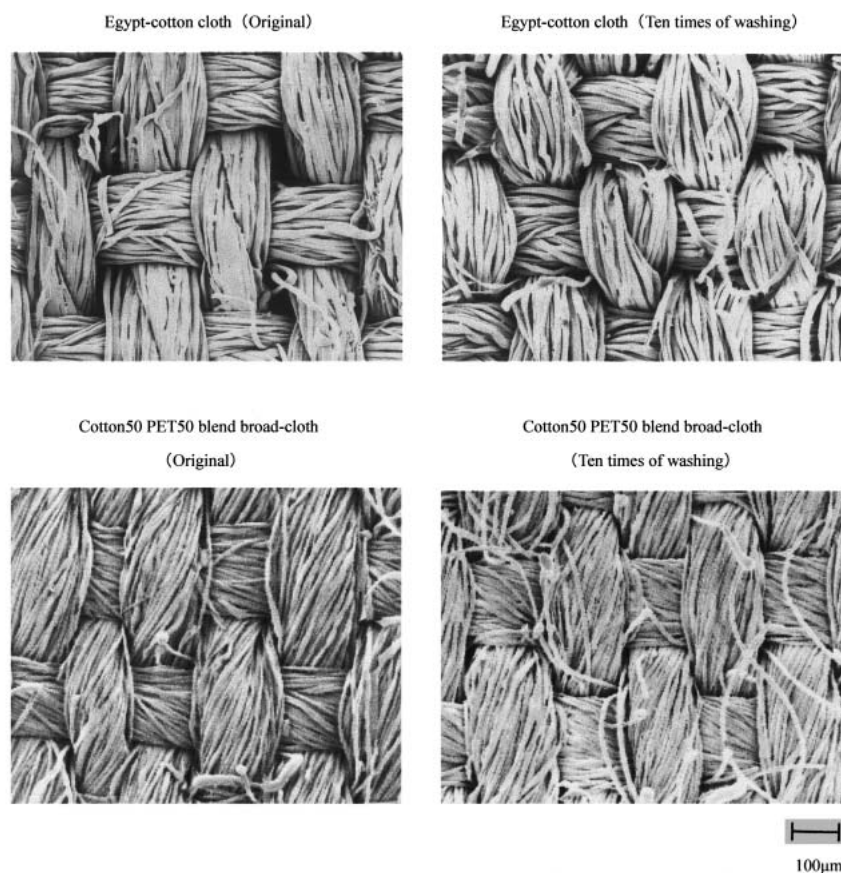 Egypt-cotton cloth（Original）
Egypt-cotton cloth（Ten times of washing）
Cotton50 PET50 blend broad-cloth
（Original）
Cotton50 PET50 blend broad-cloth
（Ten times of washing）
100μm